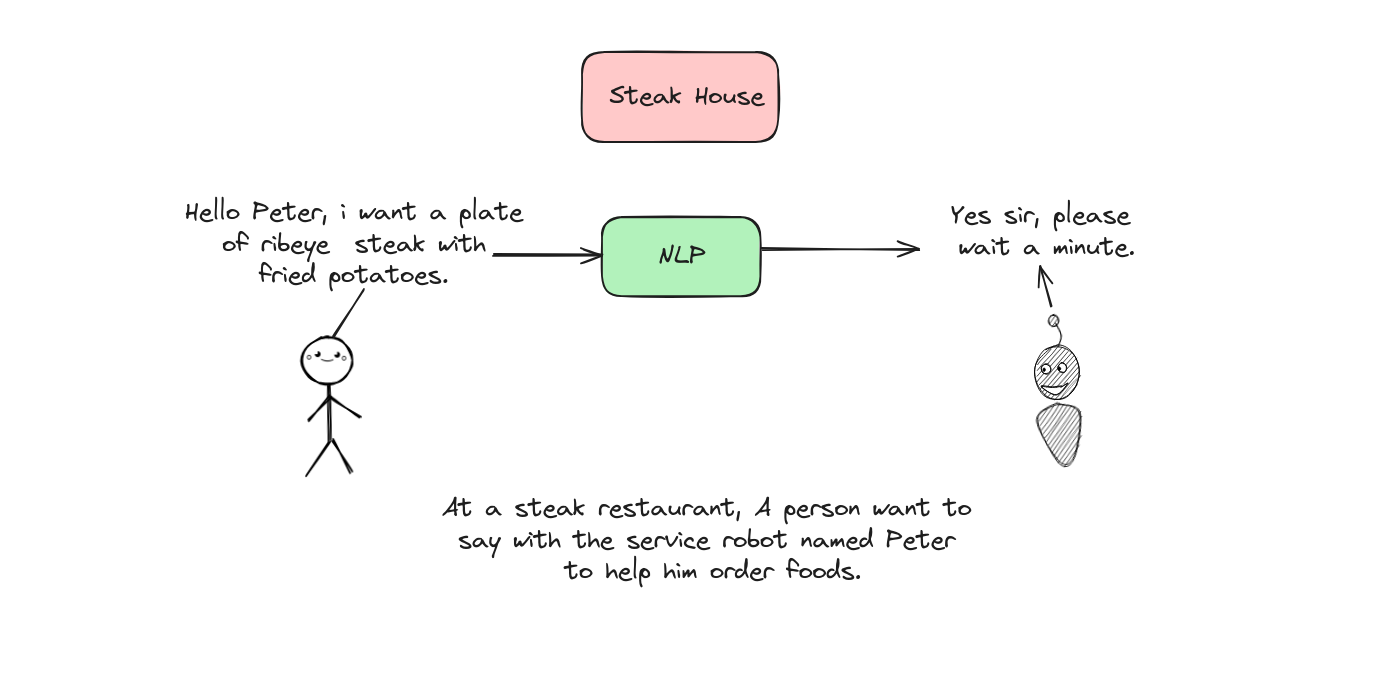 Steak House
Hello Peter, i want a plate
of ribeye steak with
fried potatoes.
NLP
Yes sir, please
wait a minute.
At a steak restaurant, A person want to
say with the service robot named Peter
to help him order foods.